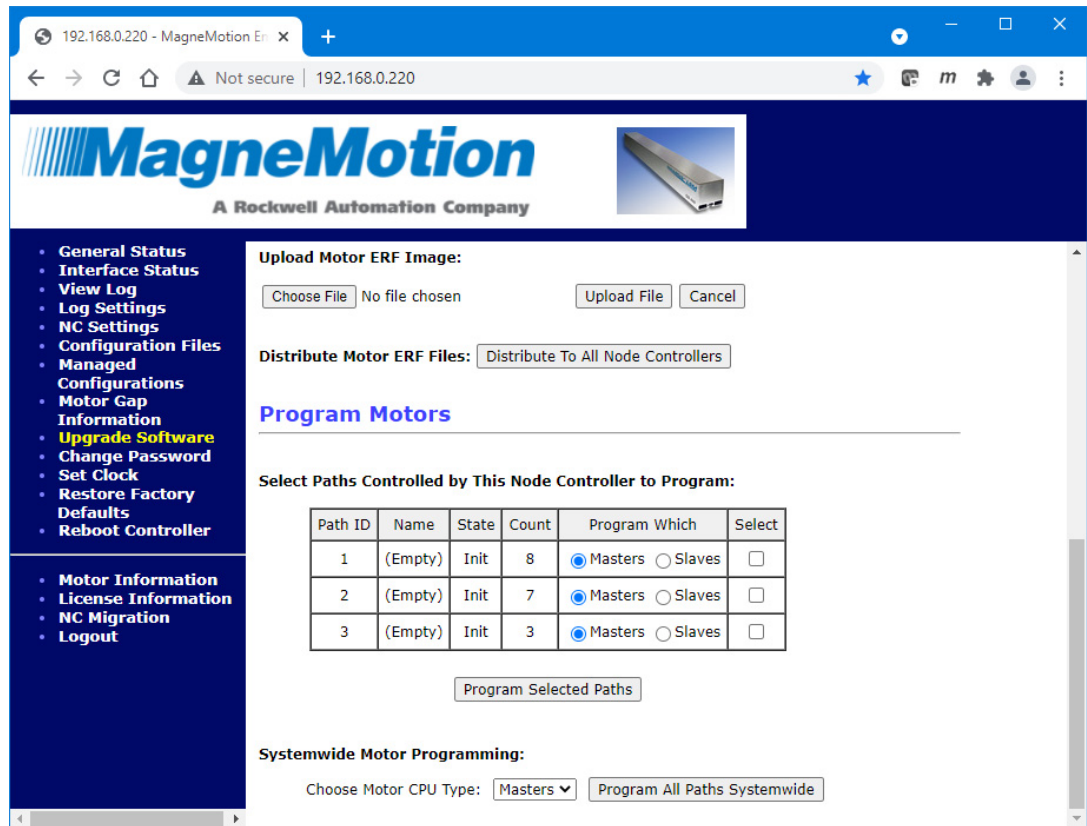 192.168.0.220 - MagneMotion En
Not secure | 192.168.0.220
m
MagneMotion
A Rockwell Automation Company
General Status
Interface Status
View Log
Log Settings
NC Settings
Configuration Files
Managed
Configurations
Motor Gap
Information
Upgrade Software
Change Password
Set Clock
Restore Factory
Defaults
Reboot Controller
Motor Information
License Information
NC Migration
Logout
Upload Motor ERF Image:
Choose File No file chosen Upload File Cancel
Distribute Motor ERF Files: Distribute To All Node Controllers
Program Motors
Select Paths Controlled by This Node Controller to Program:
Path ID Name State Count Program Which Select
1 (Empty) Init 8 Masters Slaves
2 (Empty) Init 7 Masters Slaves
3 (Empty) Init 3 Masters Slaves
Program Selected Paths
Systemwide Motor Programming:
Choose Motor CPU Type: Masters Program All Paths Systemwide